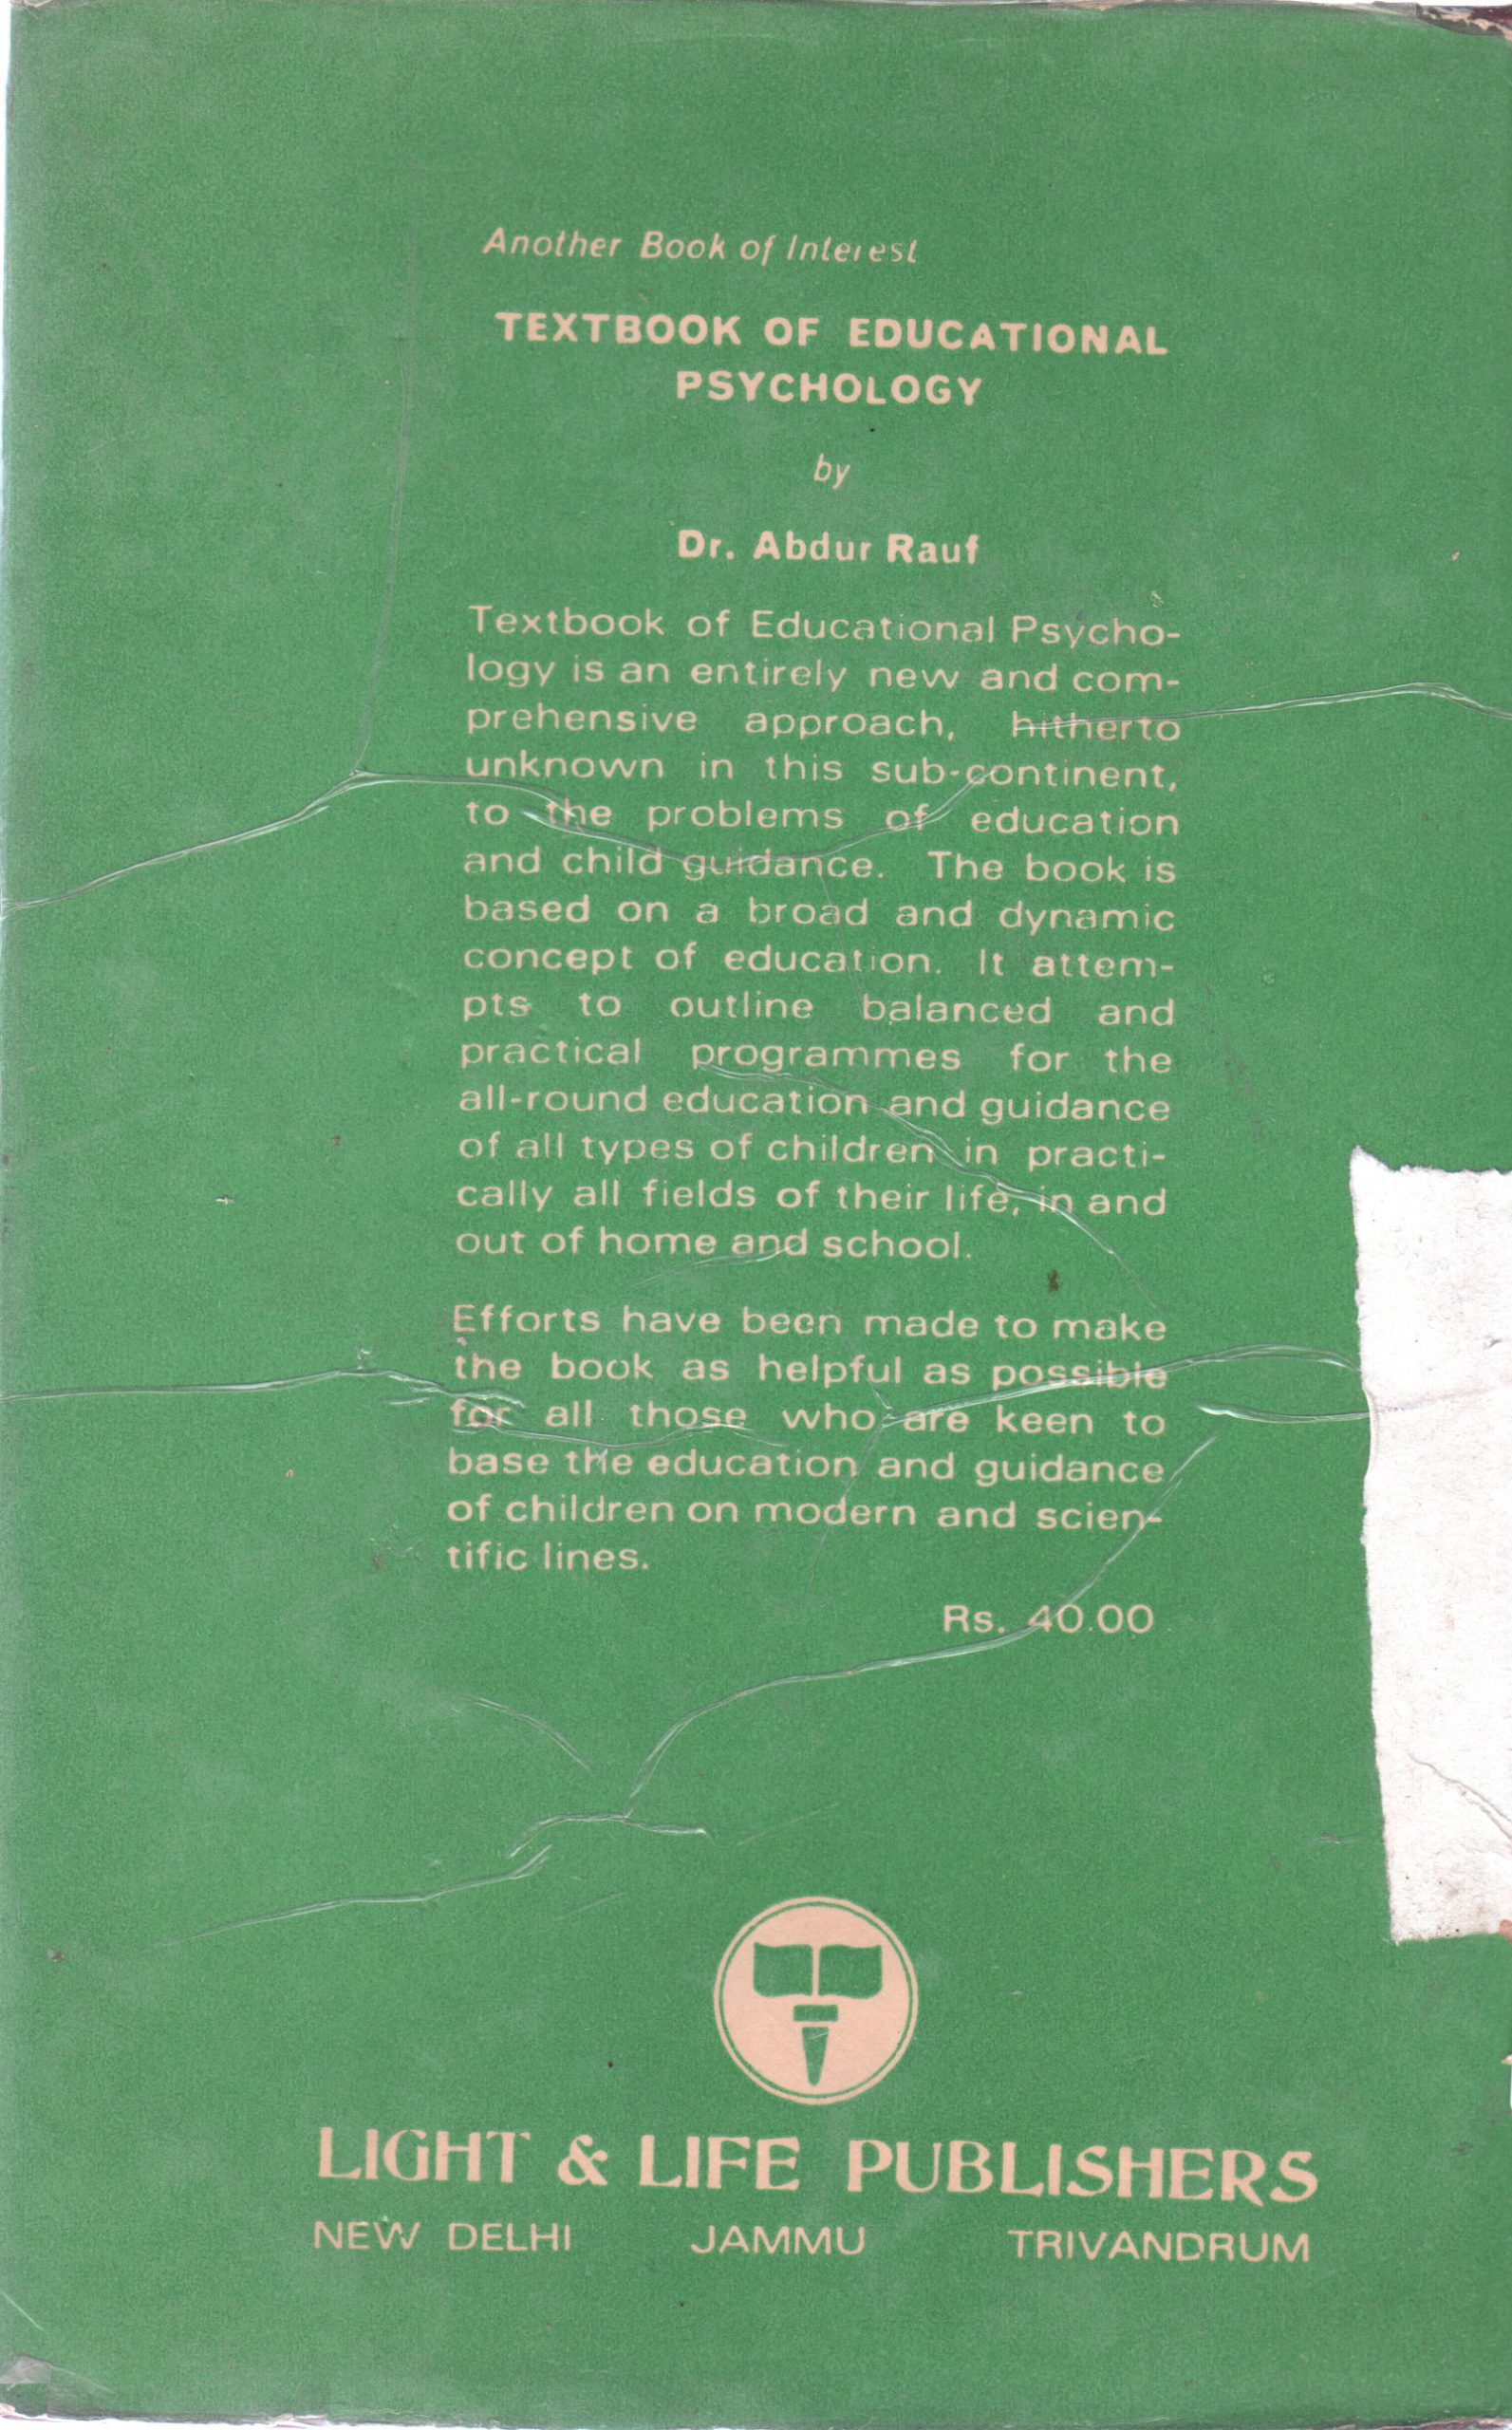 Another Book of Interest
TEXTBOOK OF EDUCATIONAL
PSYCHOLOGY
by
Dr. Abdur Rauf
Textbook of Educational Psycho-
logy is an entirely new and com-
prehensive approach, hitherto
unknown in this sub-continent,
to the problems of education
and child guidance. The book is
based on a broad and dynamic
concept of education. It attem-
pts to outline balanced and
practical programmes for the
all-round education and guidance
of all types of children in practi-
cally all fields of their life, in and
out of home and school.
Efforts have been made to make
the book as helpful as possible
for all those who are keen to
base the education and guidance
of children on modern and scien-
tific lines.
Rs. 40.00
LIGHT & LIFE PUBLISHERS
NEW DELHI JAMMU TRIVANDRUM